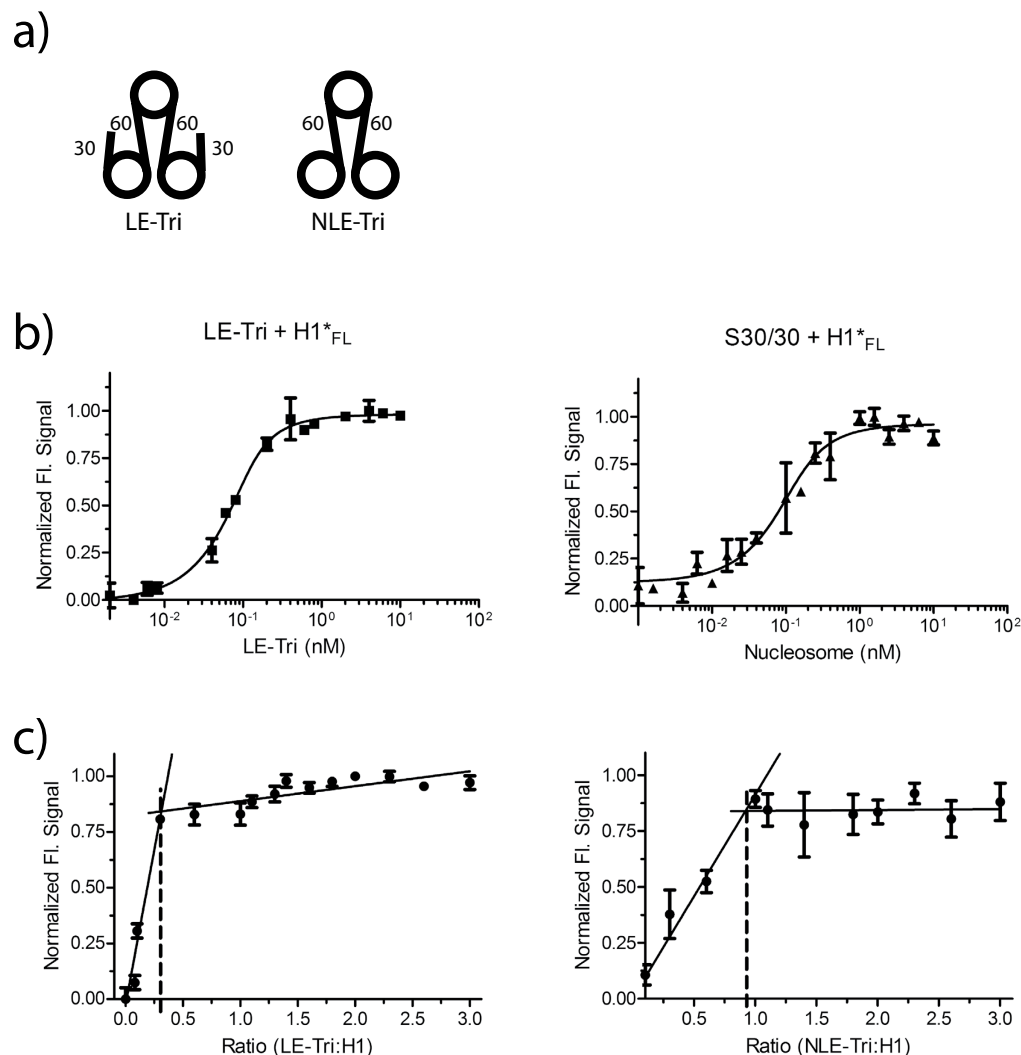 a)
60 60 60 60
30 30
LE-Tri NLE-Tri
b)
LE-Tri + H1*FL
S30/30 + H1*FL
Normalized Fl. Signal
1.00
0.75
0.50
0.25
0.00
10-2 10-1 100 101 102
LE-Tri (nM)
Normalized Fl. Signal
1.00
0.75
0.50
0.25
0.00
10-2 10-1 100 101 102
Nucleosome (nM)
c)
Normalized Fl. Signal
1.00
0.75
0.50
0.25
0.00
0.0 0.5 1.0 1.5 2.0 2.5 3.0
Ratio (LE-Tri:H1)
Normalized Fl. Signal
1.00
0.75
0.50
0.25
0.00
0.5 1.0 1.5 2.0 2.5 3.0
Ratio (NLE-Tri:H1)